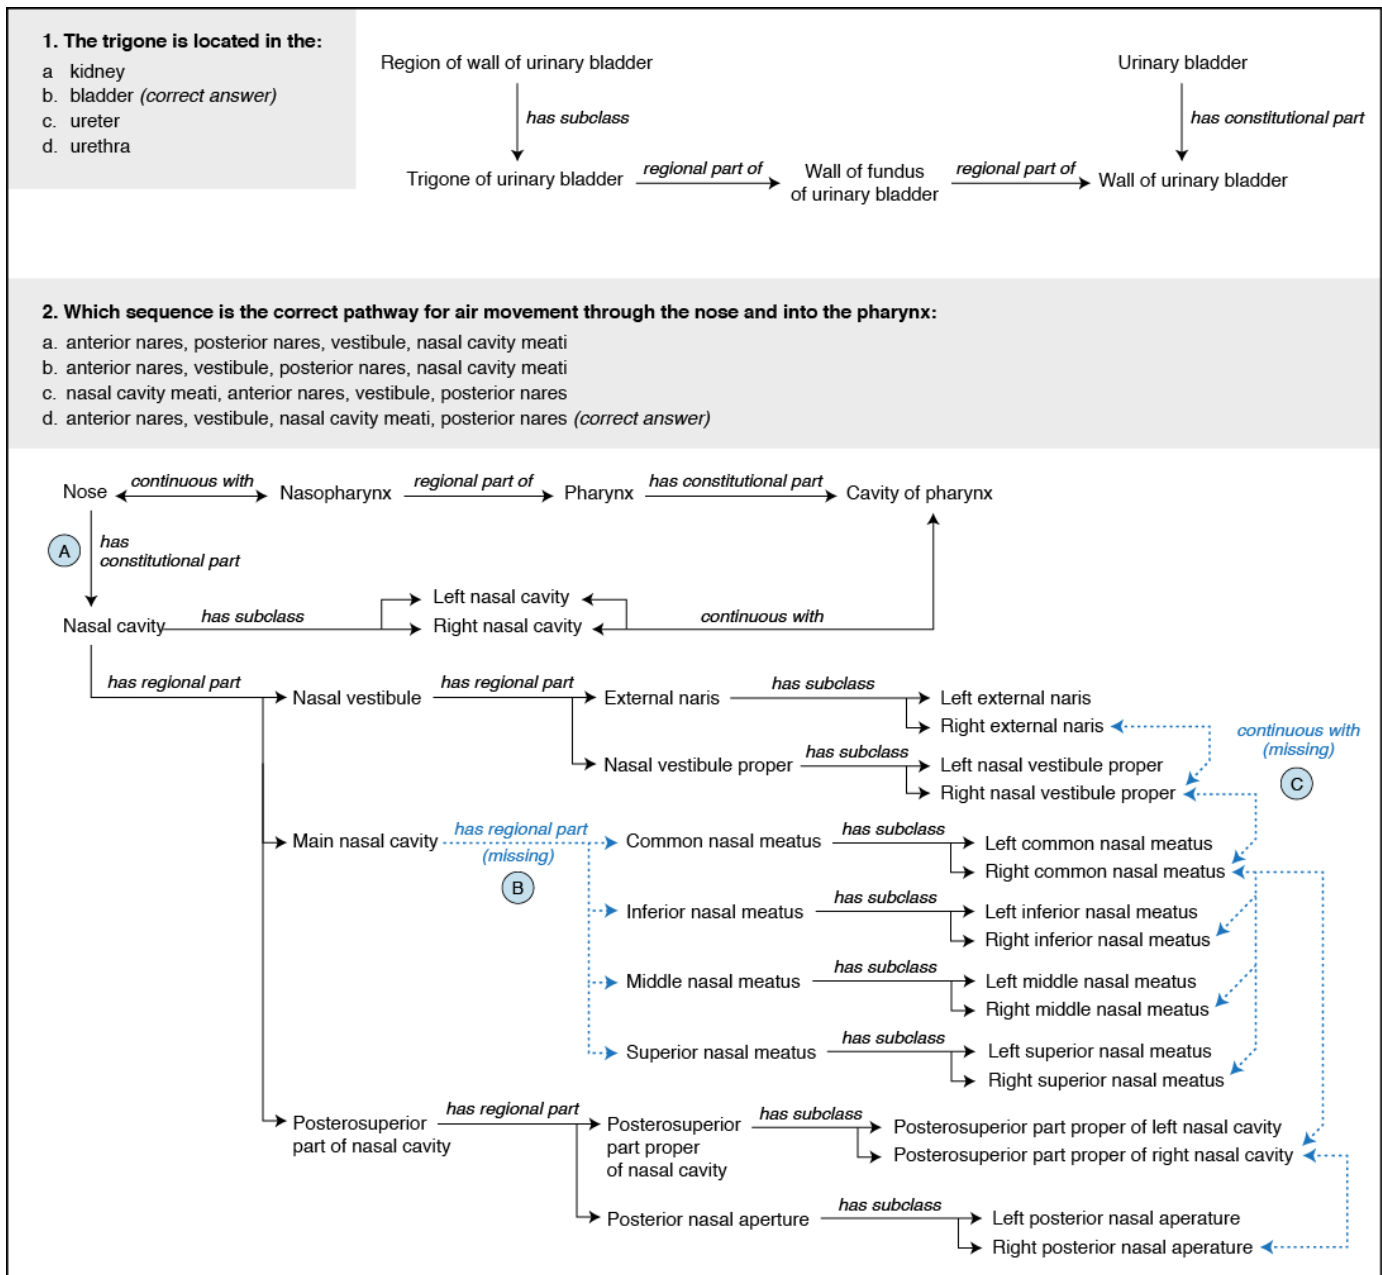 1. The trigone is located in the:
a kidney
b. bladder (correct answer)
c. ureter
d. urethra
Region of wall of urinary bladder
Urinary bladder
has subclass
has constitutional part
Trigone of urinary bladder
regional part of
Wall of fundus
of urinary bladder
regional part of
Wall of urinary bladder
2. Which sequence is the correct pathway for air movement through the nose and into the pharynx:
a. anterior nares, posterior nares, vestibule, nasal cavity meati
b. anterior nares, vestibule, posterior nares, nasal cavity meati
c. nasal cavity meati, anterior nares, vestibule, posterior nares
d. anterior nares, vestibule, nasal cavity meati, posterior nares (correct answer)
Nose
continuous with
Nasopharynx
regional part of
Pharynx
has constitutional part
Cavity of pharynx
A
has
constitutional part
Nasal cavity
has subclass
Left nasal cavity
Right nasal cavity
continuous with
has regional part
Nasal vestibule
has regional part
External naris
has subclass
Left external naris
Right external naris
continuous with
(missing)
C
Nasal vestibule proper
has subclass
Left nasal vestibule proper
Right nasal vestibule proper
Main nasal cavity
has regional part
(missing)
B
Common nasal meatus
has subclass
Left common nasal meatus
Right common nasal meatus
Inferior nasal meatus
has subclass
Left inferior nasal meatus
Right inferior nasal meatus
Middle nasal meatus
has subclass
Left middle nasal meatus
Right middle nasal meatus
Superior nasal meatus
has subclass
Left superior nasal meatus
Right superior nasal meatus
Posterosuperior
part of nasal cavity
has regional part
Posterosuperior
part proper
of nasal cavity
has subclass
Posterosuperior part proper of left nasal cavity
Posterosuperior part proper of right nasal cavity
Posterior nasal aperture
has subclass
Left posterior nasal aperature
Right posterior nasal aperature